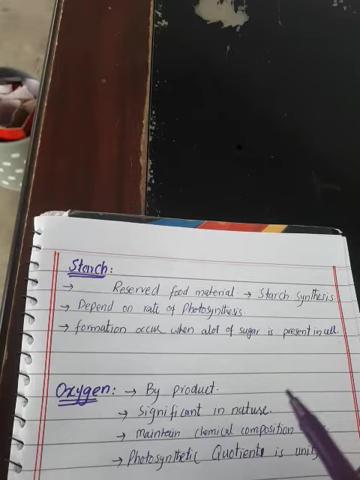 Starch:
→ Reserved food material → Starch Synthesis
→ Depend on rate of Photosynthesis
→ formation occurs when alot of sugar is present in cell.
Oxygen: → By product.
→ Significant in nature.
→ Maintain chemical composition
→ Photosynthetic Quotient is unity